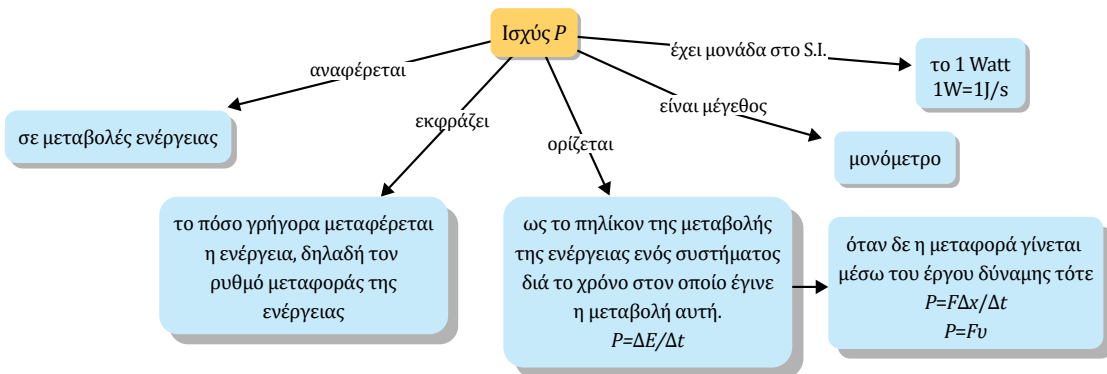 Ισχύς P
αναφέρεται
σε μεταβολές ενέργειας
εκφράζει
το πόσο γρήγορα μεταφέρεται
η ενέργεια, δηλαδή τον
ρυθμό μεταφοράς της
ενέργειας
ορίζεται
ως το πηλίκον της μεταβολής
της ενέργειας ενός συστήματος
διά το χρόνο στον οποίο έγινε
η μεταβολή αυτή.
P=ΔE/Δt
όταν δε η μεταφορά γίνεται
μέσω του έργου δύναμης τότε
P=FΔx/Δt
P=Fυ
είναι μέγεθος
μονόμετρο
έχει μονάδα στο S.I.
το 1 Watt
1W=1J/s